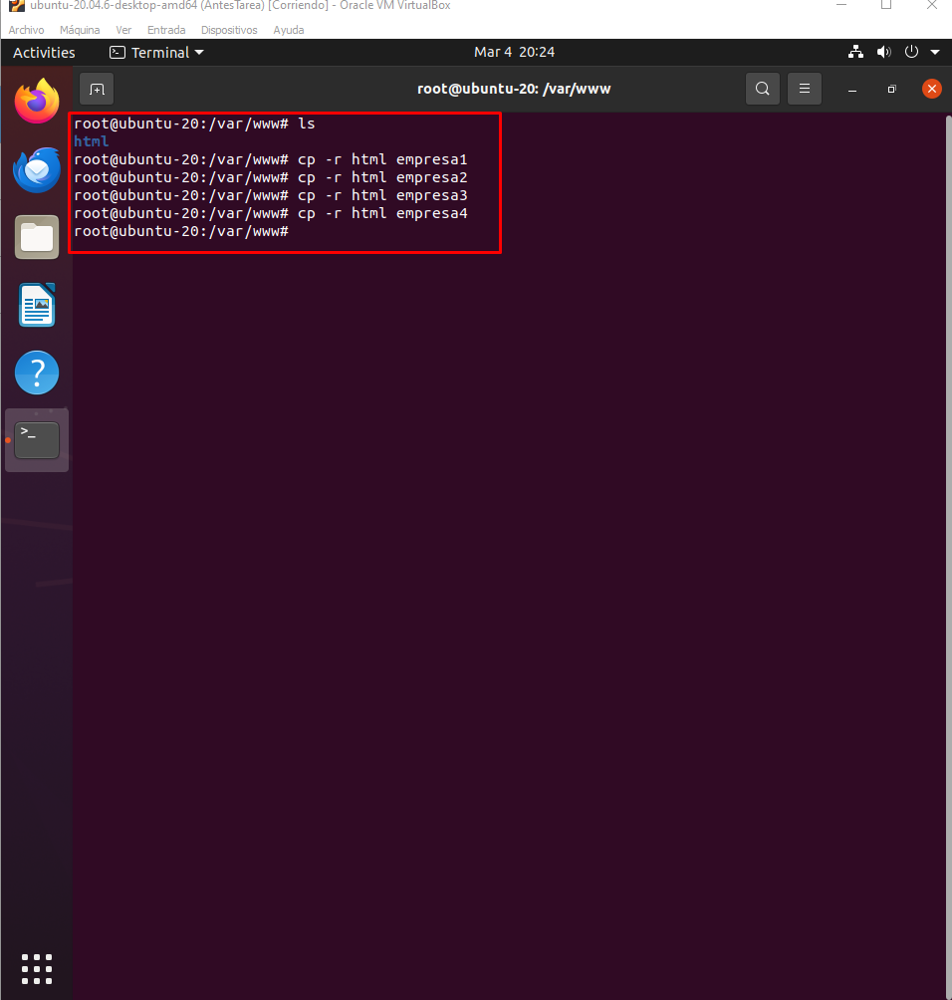 ubuntu-20.04.6-desktop-amd64 (AntesTarea) [Corriendo] - Oracle VM VirtualBox
Archivo Máquina Ver Entrada Dispositivos Ayuda
Activities Terminal Mar 4 20:24
root@ubuntu-20: /var/www
root@ubuntu-20:/var/www# ls
html
root@ubuntu-20:/var/www# cp -r html empresa1
root@ubuntu-20:/var/www# cp -r html empresa2
root@ubuntu-20:/var/www# cp -r html empresa3
root@ubuntu-20:/var/www# cp -r html empresa4
root@ubuntu-20:/var/www#